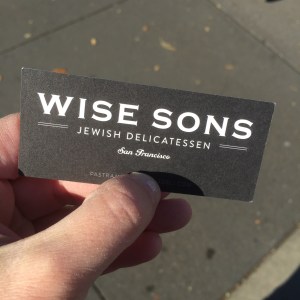 WISE SONS
JEWISH DELICATESSEN
San Francisco